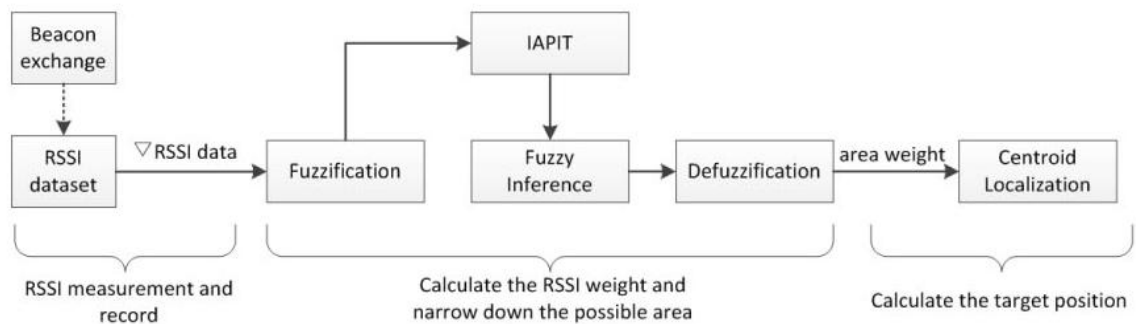 Beacon
exchange
IAPIT
RSSI
dataset
▽RSSI data
Fuzzification
Fuzzy
Inference
Defuzzification
area weight
Centroid
Localization
RSSI measurement and
record
Calculate the RSSI weight and
narrow down the possible area
Calculate the target position